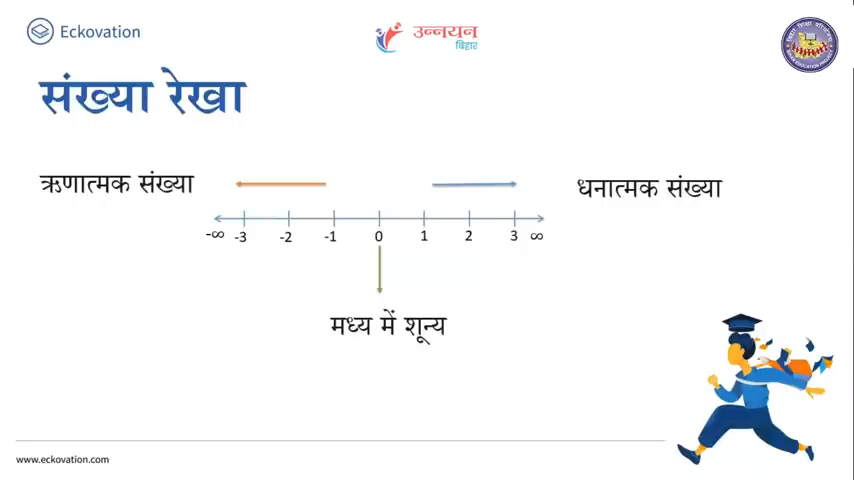 Eckovation
उन्नयन
बिहार
संख्या रेखा
ऋणात्मक संख्या
धनात्मक संख्या
-∞ -3 -2 -1 0 1 2 3 ∞
मध्य में शून्य
www.eckovation.com